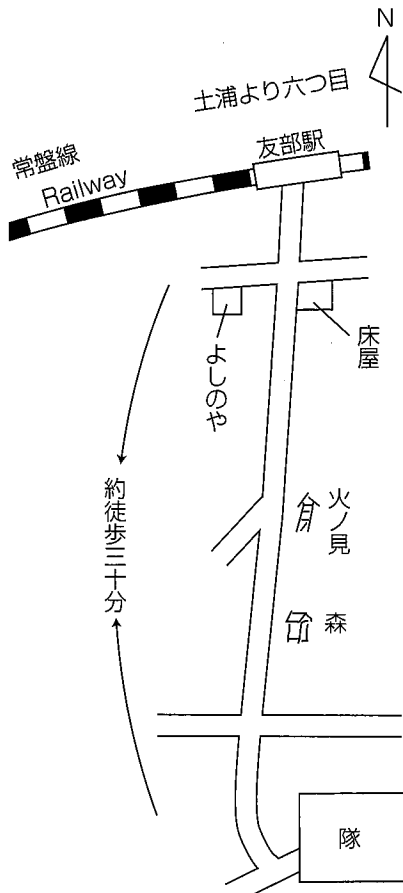 N
土浦より六つ目
友部駅
常盤線
Railway
床屋
よしのや
火ノ見
約徒歩三十分
森
隊